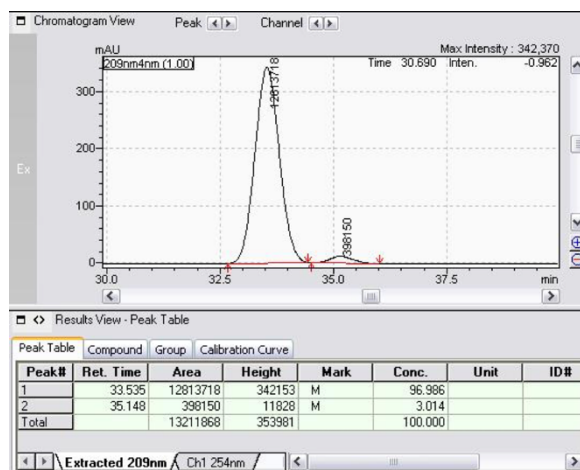 Chromatogram View Peak Channel
mAU
Max Intensity : 342,370
209nm4nm (1.00)
Time 30.690 Inten. -0.962
12813718
398150
300
200
100
0
30.0 32.5 35.0 37.5 min
Ex
Results View - Peak Table
Peak Table Compound Group Calibration Curve
Peak# Ret. Time Area Height Mark Conc. Unit ID#
1 33.535 12813718 342153 M 96.986
2 35.148 398150 11828 M 3.014
Total 13211868 353981 100.000
Extracted 209nm Ch1 254nm